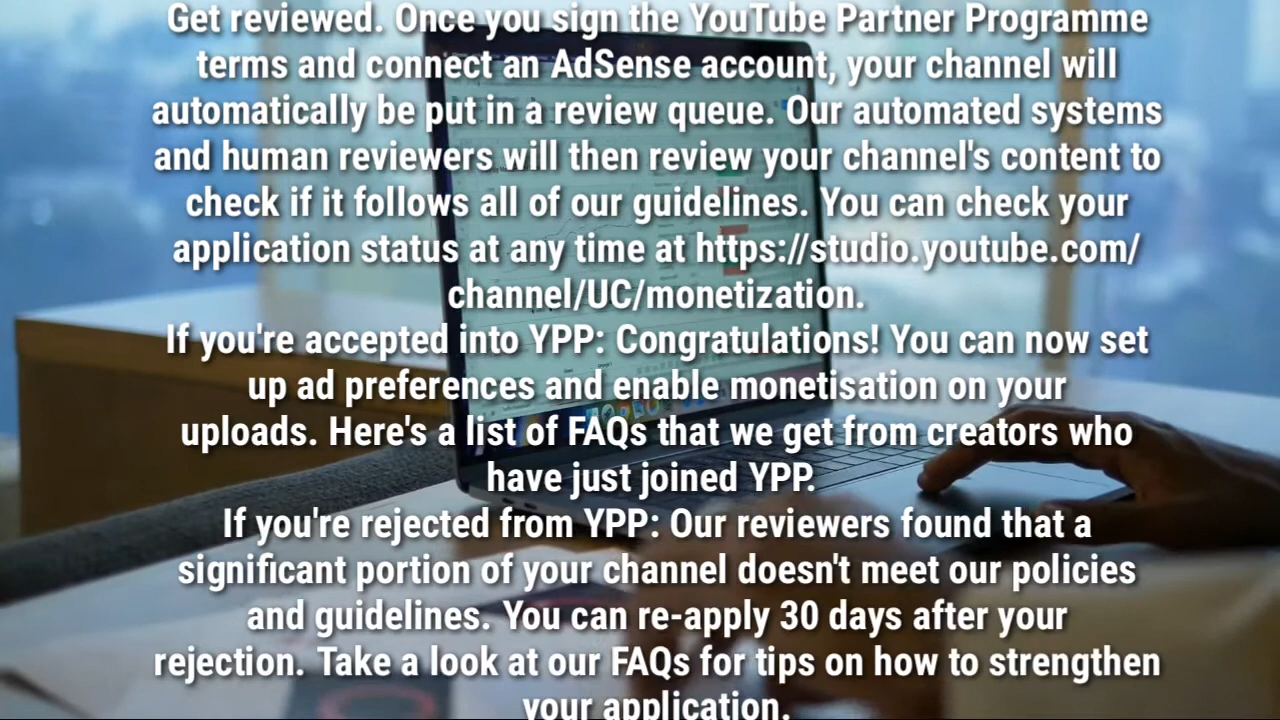 Get reviewed. Once you sign the YouTube Partner Programme
terms and connect an AdSense account, your channel will
automatically be put in a review queue. Our automated systems
and human reviewers will then review your channel's content to
check if it follows all of our guidelines. You can check your
application status at any time at https://studio.youtube.com/
channel/UC/monetization.
If you're accepted into YPP: Congratulations! You can now set
up ad preferences and enable monetisation on your
uploads. Here's a list of FAQs that we get from creators who
have just joined YPP.
If you're rejected from YPP: Our reviewers found that a
significant portion of your channel doesn't meet our policies
and guidelines. You can re-apply 30 days after your
rejection. Take a look at our FAQs for tips on how to strengthen
your application.